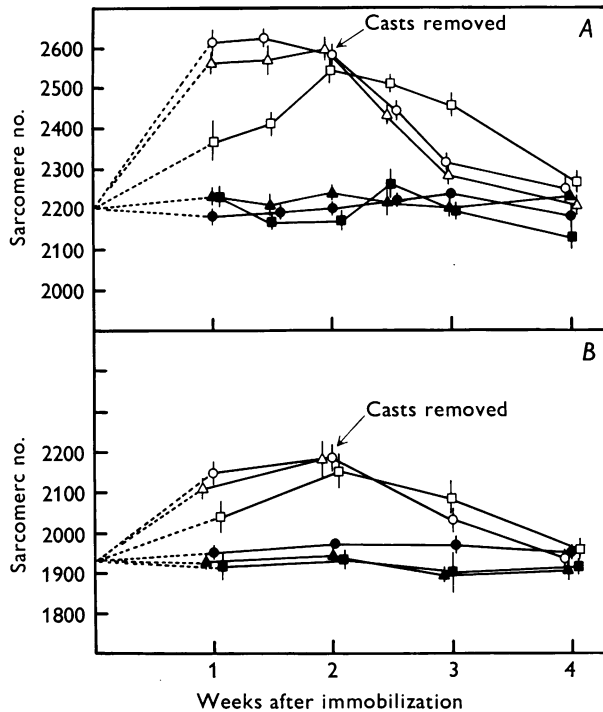 A
Casts removed
2600
2500
2400
2300
2200
2100
2000
Sarcomere no.
B
Casts removed
2200
2100
2000
1900
1800
Sarcomerc no.
1 2 3 4
Weeks after immobilization